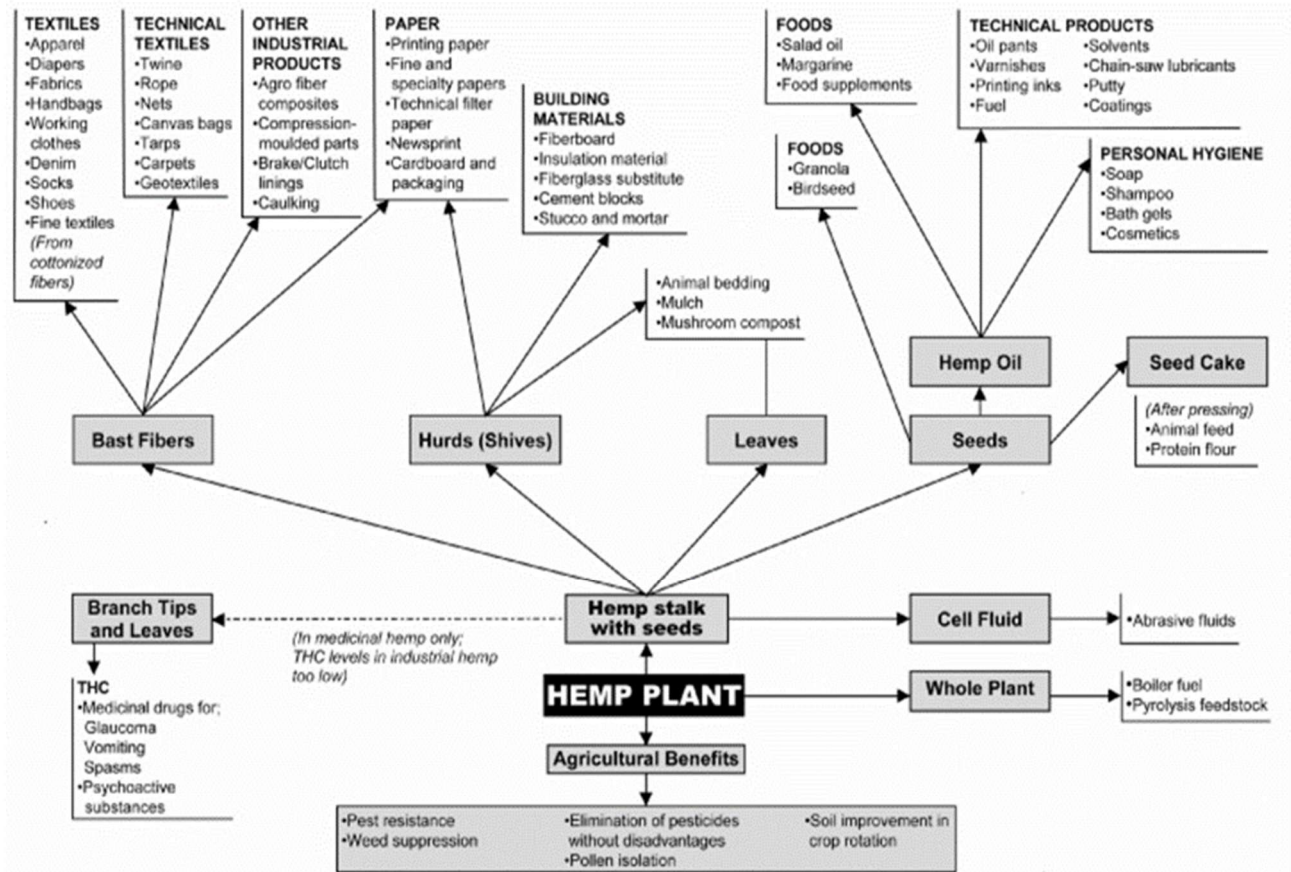 TEXTILES
•Apparel
•Diapers
•Fabrics
•Handbags
•Working
clothes
•Denim
•Socks
•Shoes
•Fine textiles
(From
cottonized
fibers)
TECHNICAL
TEXTILES
•Twine
•Rope
•Nets
•Canvas bags
•Tarps
•Carpets
•Geotextiles
OTHER
INDUSTRIAL
PRODUCTS
•Agro fiber
composites
•Compression-
moulded parts
•Brake/Clutch
linings
•Caulking
PAPER
•Printing paper
•Fine and
specialty papers
•Technical filter
paper
•Newsprint
•Cardboard and
packaging
BUILDING
MATERIALS
•Fiberboard
•Insulation material
•Fiberglass substitute
•Cement blocks
•Stucco and mortar
•Animal bedding
•Mulch
•Mushroom compost
FOODS
•Salad oil
•Margarine
•Food supplements
FOODS
•Granola
•Birdseed
TECHNICAL PRODUCTS
•Oil pants
•Varnishes
•Printing inks
•Fuel
•Solvents
•Chain-saw lubricants
•Putty
•Coatings
PERSONAL HYGIENE
•Soap
•Shampoo
•Bath gels
•Cosmetics
Hemp Oil
Seed Cake
(After pressing)
•Animal feed
•Protein flour
Bast Fibers
Hurds (Shives)
Leaves
Seeds
Branch Tips
and Leaves
(In medicinal hemp only;
THC levels in industrial hemp
too low)
Hemp stalk
with seeds
Cell Fluid
•Abrasive fluids
THC
•Medicinal drugs for;
Glaucoma
Vomiting
Spasms
•Psychoactive
substances
HEMP PLANT
Whole Plant
•Boiler fuel
•Pyrolysis feedstock
Agricultural Benefits
•Pest resistance
•Weed suppression
•Elimination of pesticides
without disadvantages
•Pollen isolation
•Soil improvement in
crop rotation